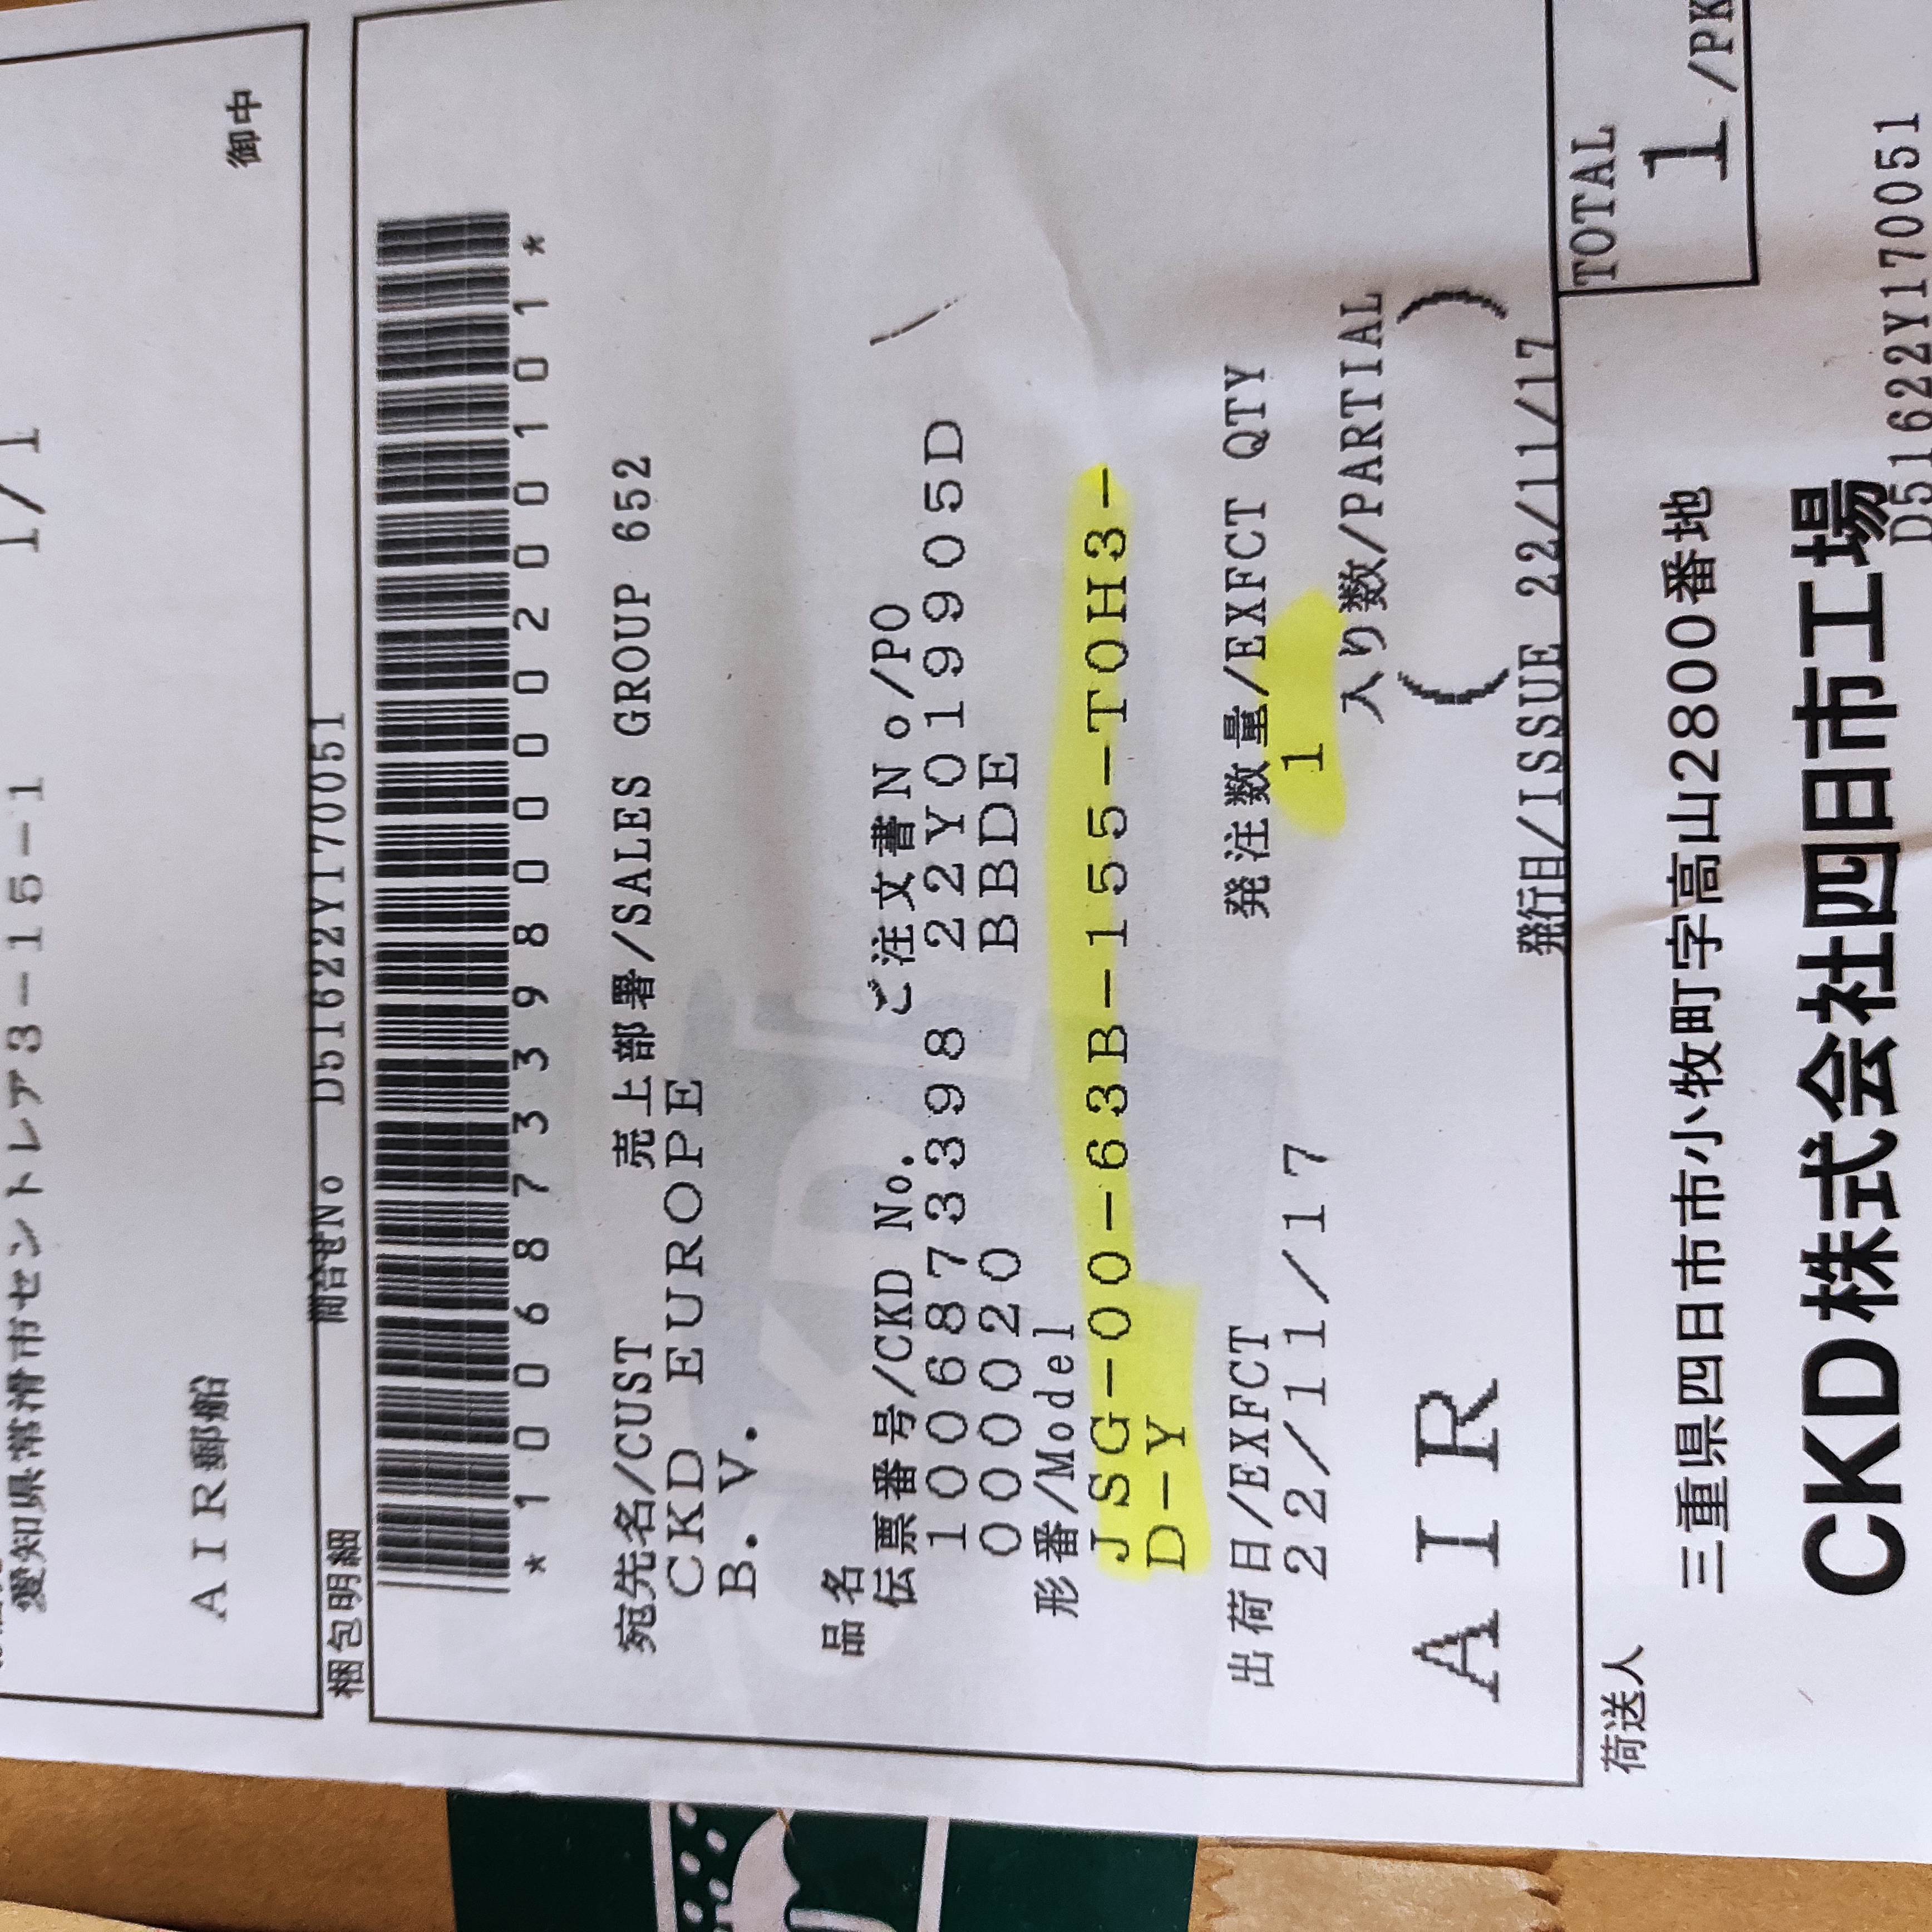 愛知県常滑市セントレア3-15-1 1/1
AIR郵船 御中
梱包明細 問合せNo D51622Y170051
*1006873398000020010 1*
宛先名/CUST 売上部署/SALES GROUP 652
CKD EUROPE
B. V.
品名
伝票番号/CKD No. ご注文書No/PO
1006873398 22Y019905D
000020 BBDE
形番/Model
JSG-00-63B-155-T0H3-
D-Y
出荷日/EXFCT 発注数量/EXFCT QTY
22/11/17 1
入り数/PARTIAL
AIR ( )
発行日/ISSUE 22/11/17
荷送人 TOTAL
1/PK
三重県四日市市小牧町字高山2800番地
CKD株式会社四日市工場
D51622Y170051